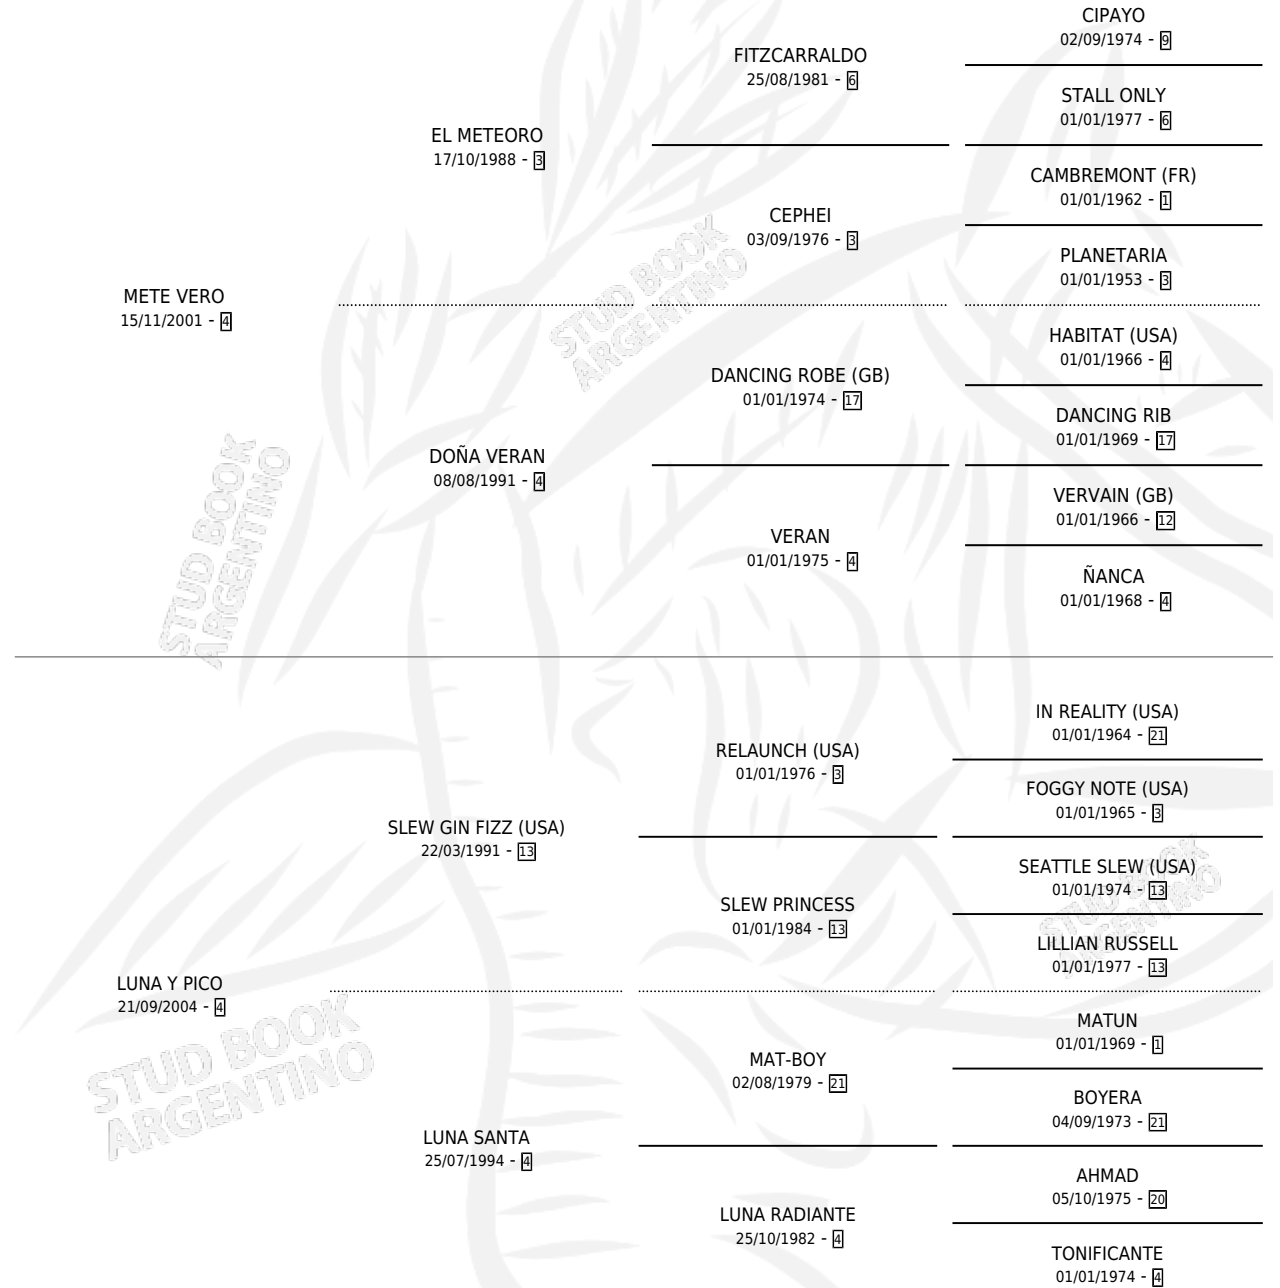 CIPAYO
02/09/1974 - 9
FITZCARRALDO
25/08/1981 - 6
STALL ONLY
01/01/1977 - 6
EL METEORO
17/10/1988 - 3
CAMBREMONT (FR)
01/01/1962 - 1
CEPHEI
03/09/1976 - 3
PLANETARIA
01/01/1953 - 3
METE VERO
15/11/2001 - 4
HABITAT (USA)
01/01/1966 - 4
DANCING ROBE (GB)
01/01/1974 - 17
DANCING RIB
01/01/1969 - 17
DOÑA VERAN
08/08/1991 - 4
VERVAIN (GB)
01/01/1966 - 12
VERAN
01/01/1975 - 4
ÑANCA
01/01/1968 - 4
STUD BOOK
ARGENTINO
STUD BOOK
ARGENTINO
IN REALITY (USA)
01/01/1964 - 21
RELAUNCH (USA)
01/01/1976 - 3
FOGGY NOTE (USA)
01/01/1965 - 3
SLEW GIN FIZZ (USA)
22/03/1991 - 13
SEATTLE SLEW (USA)
01/01/1974 - 13
SLEW PRINCESS
01/01/1984 - 13
LILLIAN RUSSELL
01/01/1977 - 13
LUNA Y PICO
21/09/2004 - 4
MATUN
01/01/1969 - 1
MAT-BOY
02/08/1979 - 21
BOYERA
04/09/1973 - 21
LUNA SANTA
25/07/1994 - 4
AHMAD
05/10/1975 - 20
LUNA RADIANTE
25/10/1982 - 4
TONIFICANTE
01/01/1974 - 4
STUD BOOK
ARGENTINO
STUD BOOK
ARGENTINO